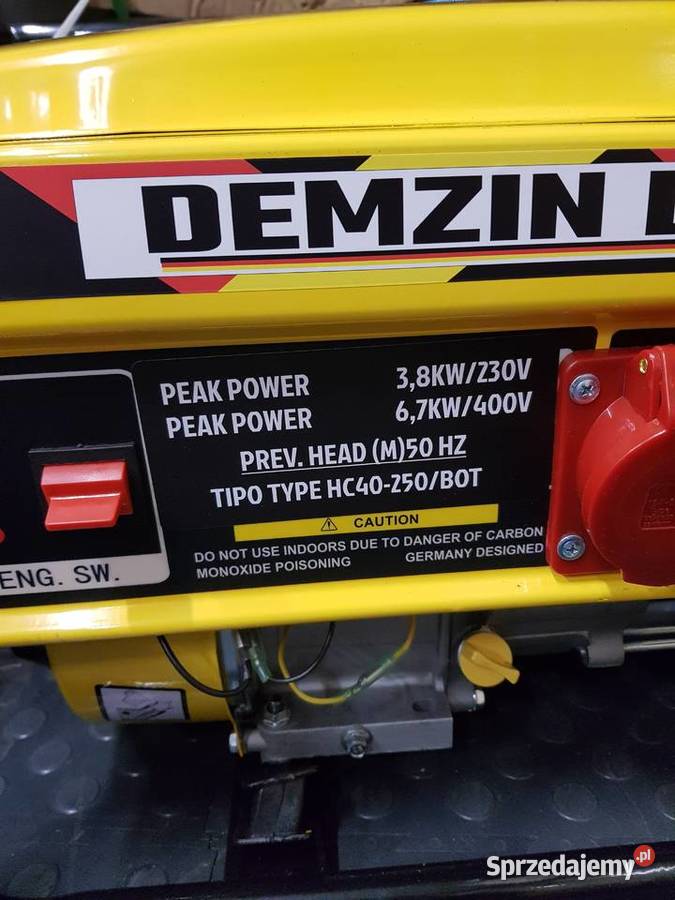 DEMZIN
PEAK POWER 3,8KW/230V
PEAK POWER 6,7KW/400V
PREV. HEAD (M)50 HZ
TIPO TYPE HC40-250/BOT
CAUTION
DO NOT USE INDOORS DUE TO DANGER OF CARBON
MONOXIDE POISONING GERMANY DESIGNED
ENG. SW.
Sprzedajemy.pl